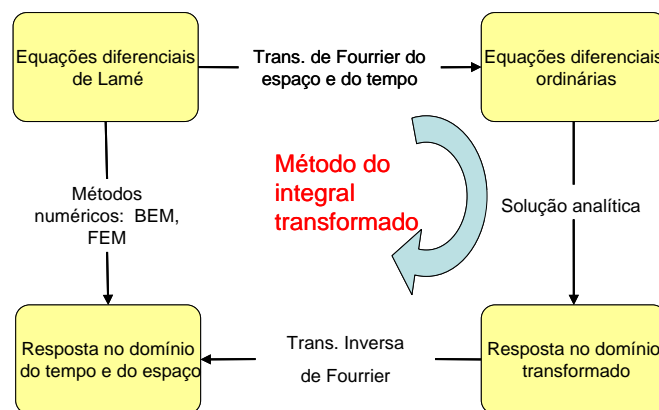 Equações diferenciais
de Lamé
Trans. de Fourrier do
espaço e do tempo
Equações diferenciais
ordinárias
Método do
integral
transformado
Métodos
numéricos: BEM,
FEM
Solução analítica
Resposta no domínio
do tempo e do espaço
Trans. Inversa
de Fourrier
Resposta no domínio
transformado